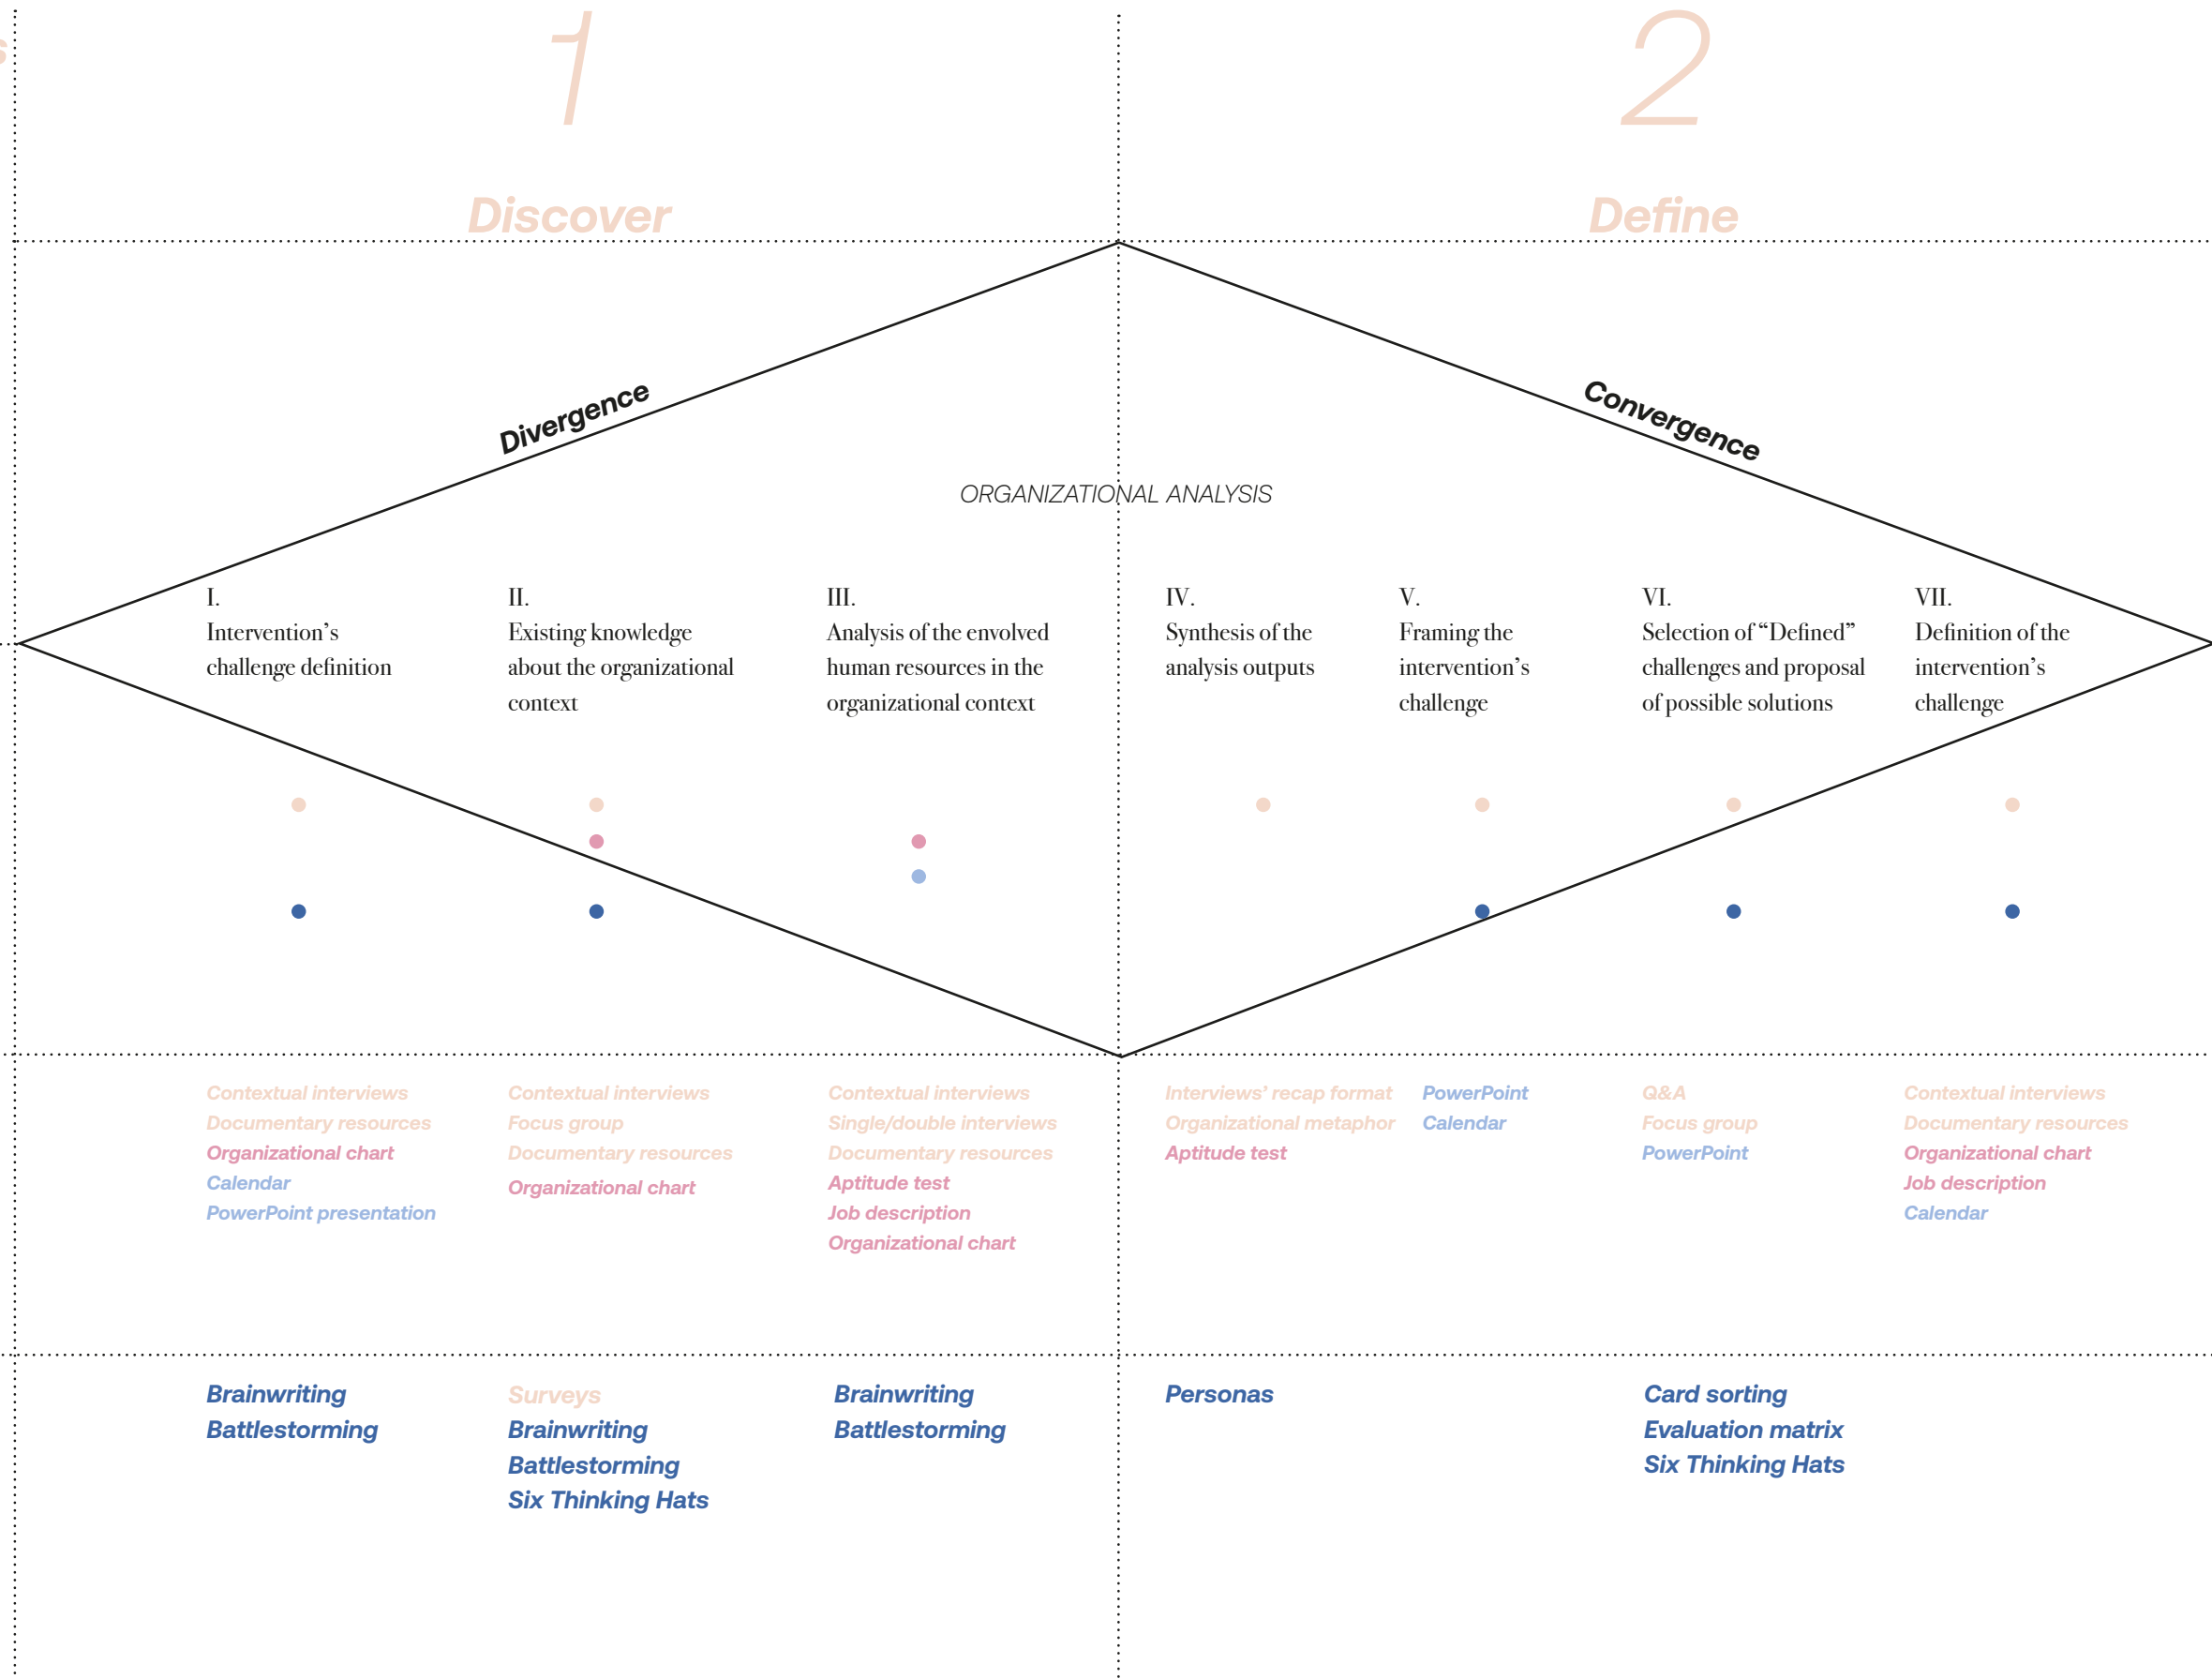 s
1
2
Discover
Define
Divergence
Convergence
ORGANIZATIONAL ANALYSIS
I.
Intervention’s
challenge definition
II.
Existing knowledge
about the organizational
context
III.
Analysis of the envolved
human resources in the
organizational context
IV.
Synthesis of the
analysis outputs
V.
Framing the
intervention’s
challenge
VI.
Selection of “Defined”
challenges and proposal
of possible solutions
VII.
Definition of the
intervention’s
challenge
Contextual interviews
Documentary resources
Organizational chart
Calendar
PowerPoint presentation
Contextual interviews
Focus group
Documentary resources
Organizational chart
Contextual interviews
Single/double interviews
Documentary resources
Aptitude test
Job description
Organizational chart
Interviews’ recap format
Organizational metaphor
Aptitude test
PowerPoint
Calendar
Q&A
Focus group
PowerPoint
Contextual interviews
Documentary resources
Organizational chart
Job description
Calendar
Brainwriting
Battlestorming
Surveys
Brainwriting
Battlestorming
Six Thinking Hats
Brainwriting
Battlestorming
Personas
Card sorting
Evaluation matrix
Six Thinking Hats